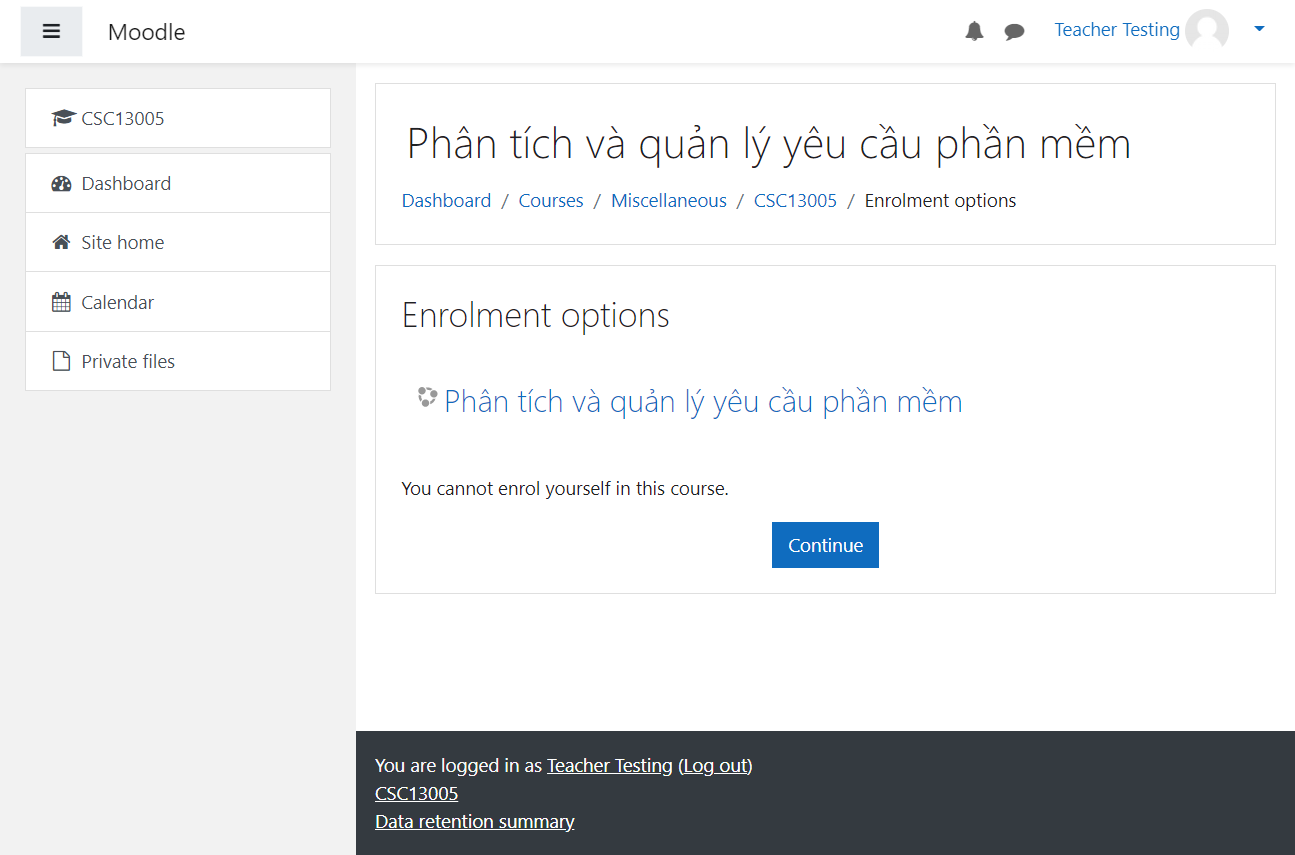 Moodle
Teacher Testing
CSC13005
Dashboard
Site home
Calendar
Private files
Phân tích và quản lý yêu cầu phần mềm
Dashboard / Courses / Miscellaneous / CSC13005 / Enrolment options
Enrolment options
Phân tích và quản lý yêu cầu phần mềm
You cannot enrol yourself in this course.
Continue
You are logged in as Teacher Testing (Log out)
CSC13005
Data retention summary